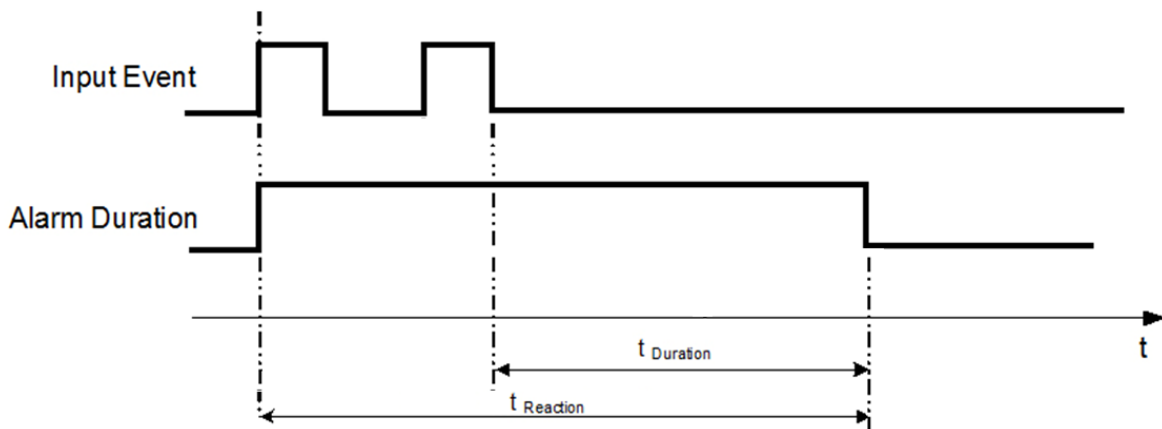 Input Event
Alarm Duration
t
t Duration
t Reaction